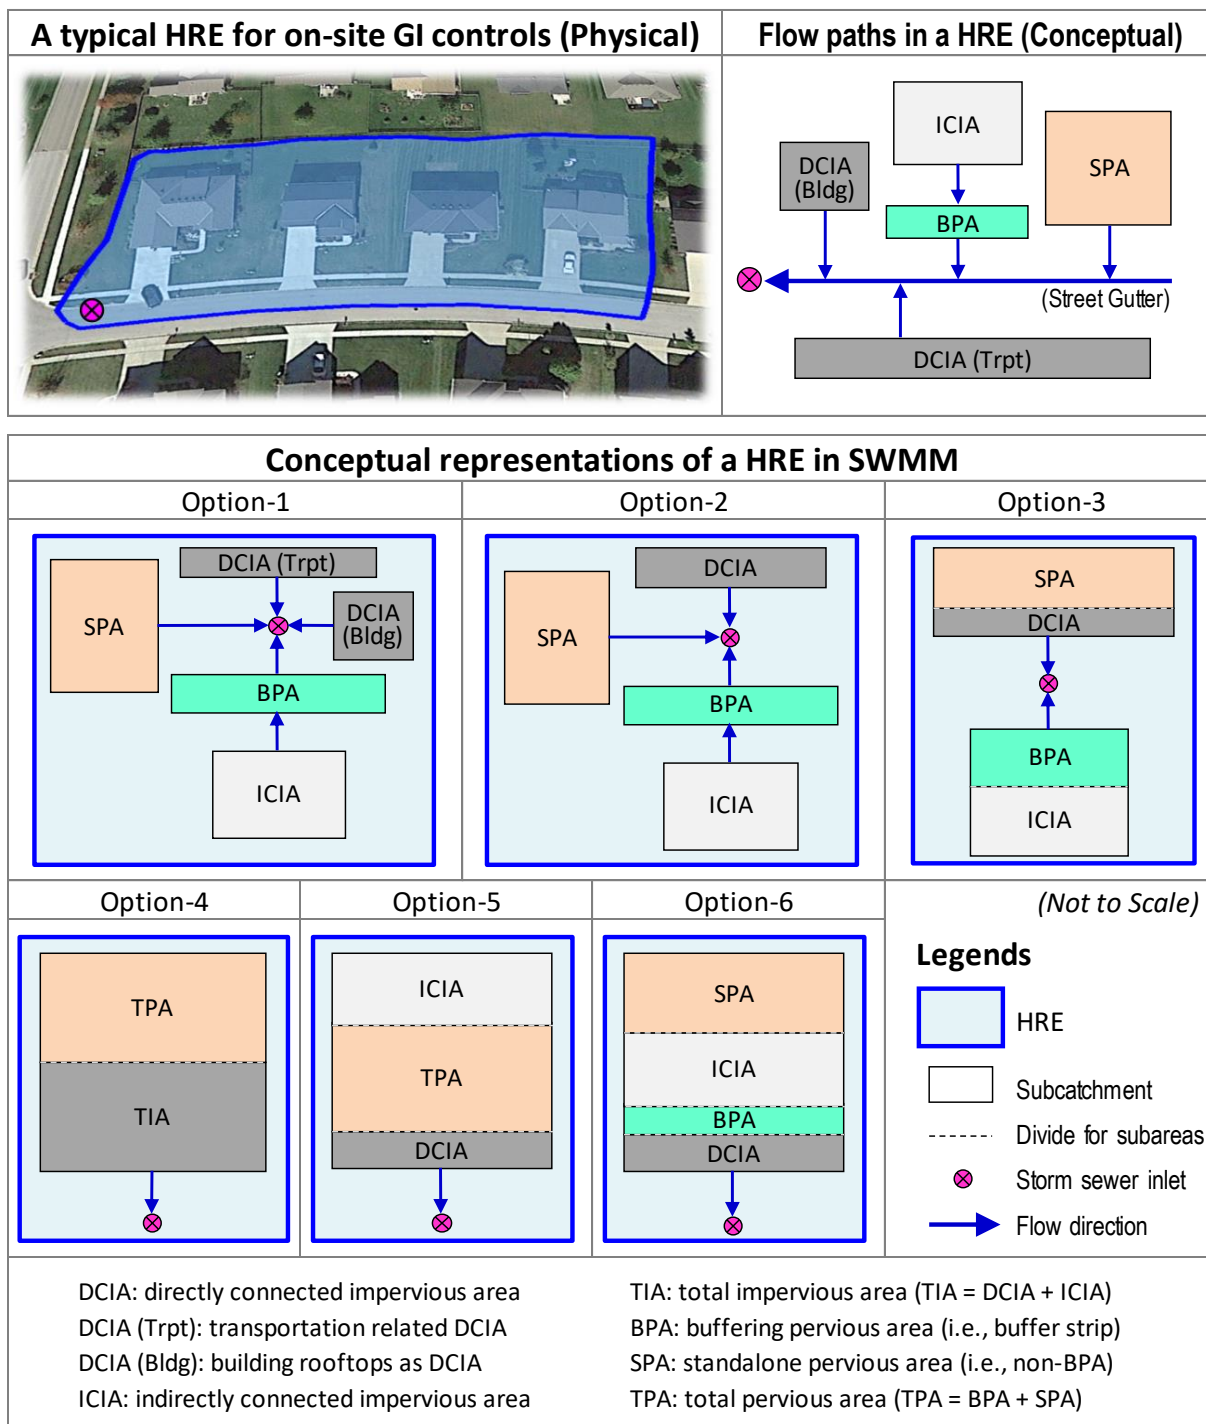 A typical HRE for on-site GI controls (Physical)
Flow paths in a HRE (Conceptual)
ICIA
DCIA
(Bldg)
SPA
BPA
(Street Gutter)
DCIA (Trpt)
Conceptual representations of a HRE in SWMM
Option-1
Option-2
Option-3
DCIA (Trpt)
SPA
DCIA
(Bldg)
BPA
ICIA
DCIA
SPA
BPA
ICIA
SPA
DCIA
BPA
ICIA
Option-4
Option-5
Option-6
(Not to Scale)
TPA
TIA
ICIA
TPA
DCIA
SPA
ICIA
BPA
DCIA
Legends
HRE
Subcatchment
Divide for subareas
Storm sewer inlet
Flow direction
DCIA: directly connected impervious area
DCIA (Trpt): transportation related DCIA
DCIA (Bldg): building rooftops as DCIA
ICIA: indirectly connected impervious area
TIA: total impervious area (TIA = DCIA + ICIA)
BPA: buffering pervious area (i.e., buffer strip)
SPA: standalone pervious area (i.e., non-BPA)
TPA: total pervious area (TPA = BPA + SPA)